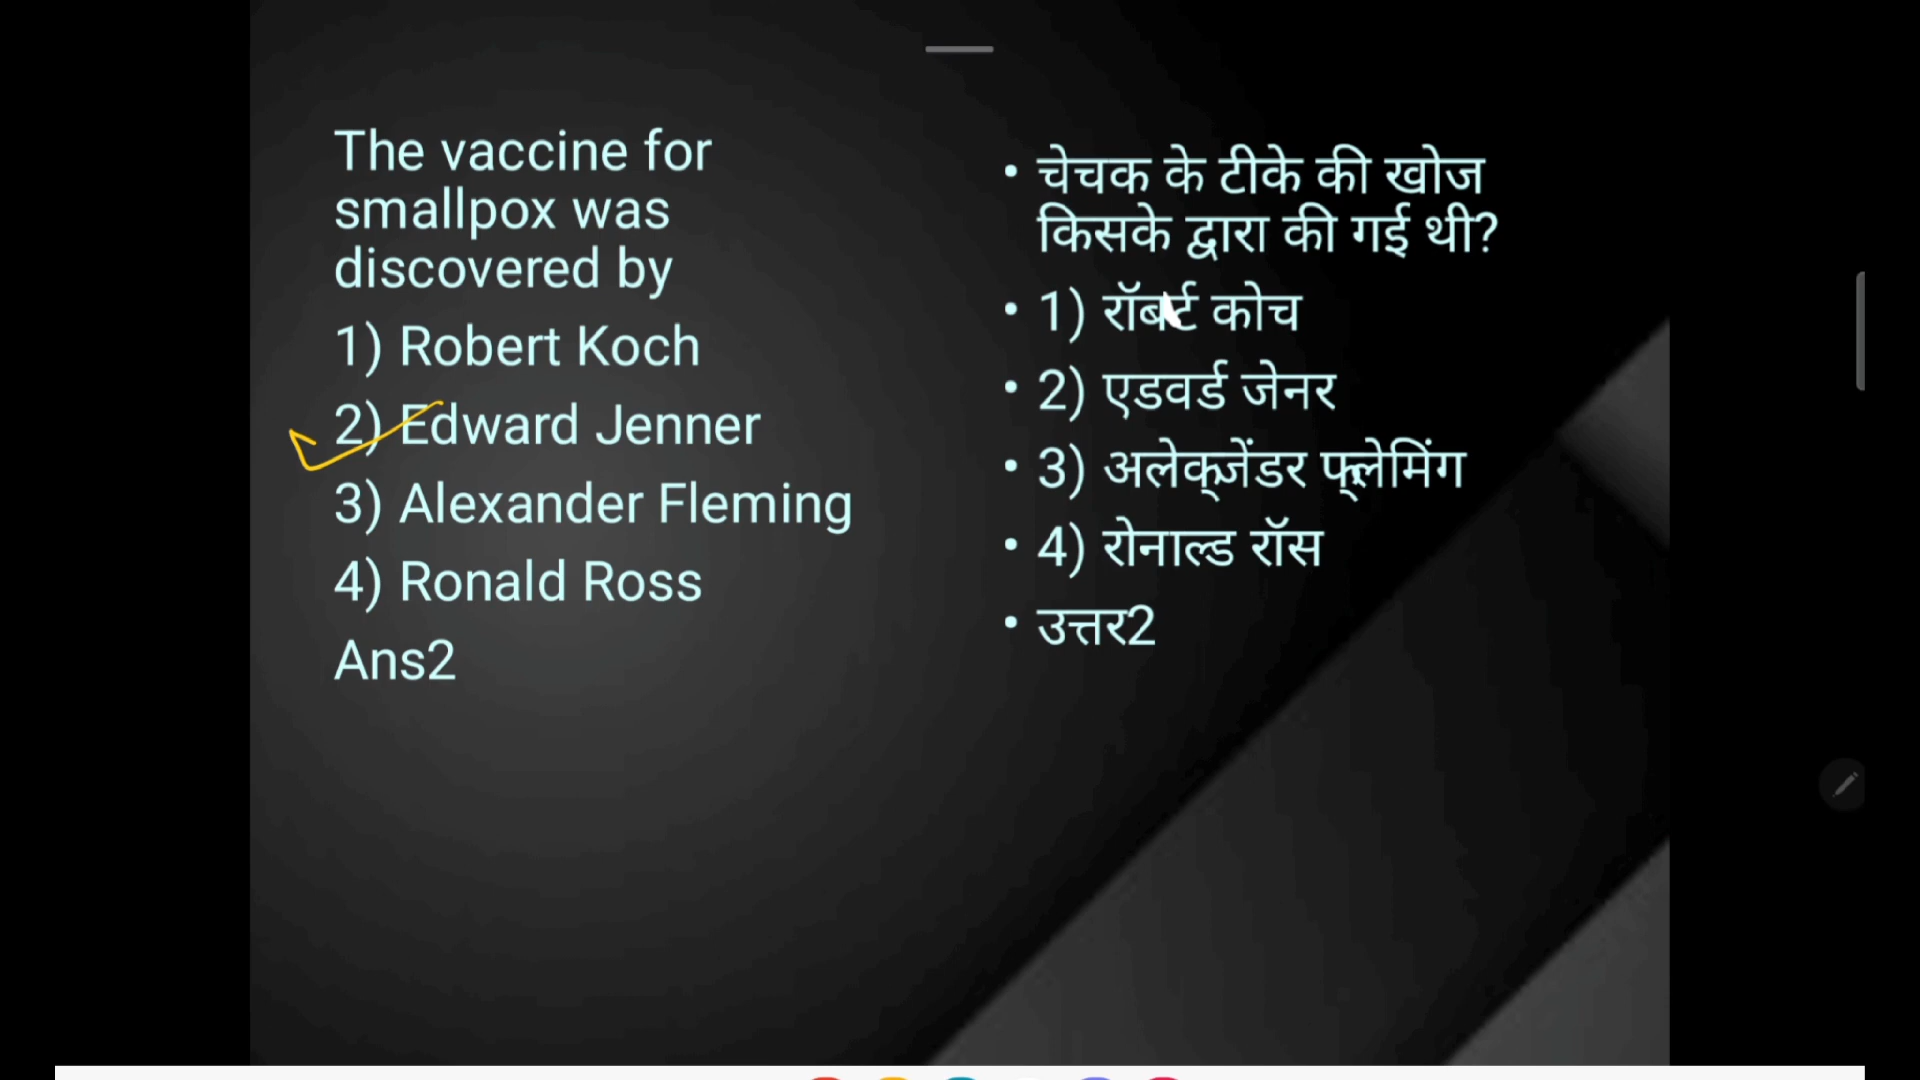 The vaccine for
smallpox was
discovered by
1) Robert Koch
2) Edward Jenner
3) Alexander Fleming
4) Ronald Ross
Ans2
• चेचक के टीके की खोज
किसके द्वारा की गई थी?
• 1) रॉबर्ट कोच
• 2) एडवर्ड जेनर
• 3) अलेक्ज़ेंडर फ्लेमिंग
• 4) रोनाल्ड रॉस
• उत्तर2